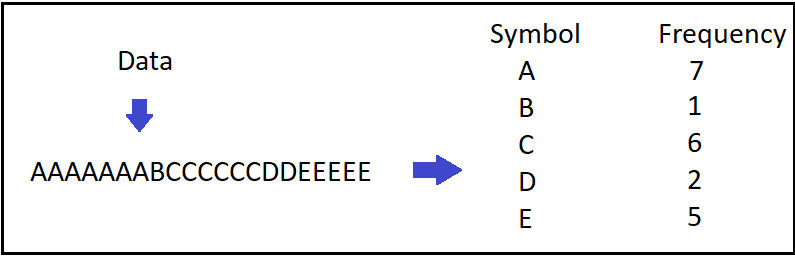 Data
AAAAAAABCCCCCCDDEEEEE
Symbol Frequency
A 7
B 1
C 6
D 2
E 5